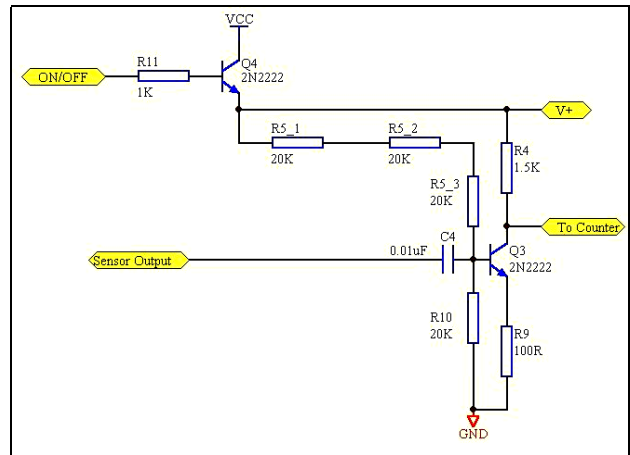 VCC
R11
Q4
ON/OFF
2N2222
1K
V+
R5_1
R5_2
R4
20K
20K
1.5K
R5_3
20K
To Counter
C4
0.01uF
Q3
Sensor Output
2N2222
R10
20K
R9
100R
GND